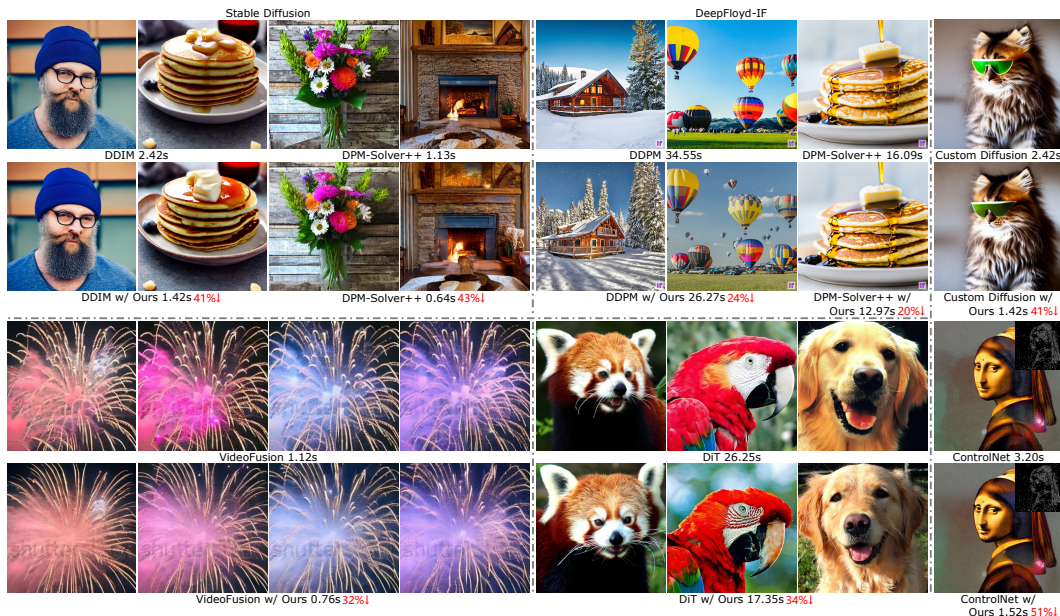 Stable Diffusion
DeepFloyd-IF
DDIM 2.42s
DPM-Solver++ 1.13s
DDPM 34.55s
DPM-Solver++ 16.09s
Custom Diffusion 2.42s
DDIM w/ Ours 1.42s 41%↓
DPM-Solver++ 0.64s 43%↓
DDPM w/ Ours 26.27s 24%↓
DPM-Solver++ w/
Ours 12.97s 20%↓
Custom Diffusion w/
Ours 1.42s 41%↓
VideoFusion 1.12s
DiT 26.25s
ControlNet 3.20s
VideoFusion w/ Ours 0.76s 32%↓
DiT w/ Ours 17.35s 34%↓
ControlNet w/
Ours 1.52s 51%↓